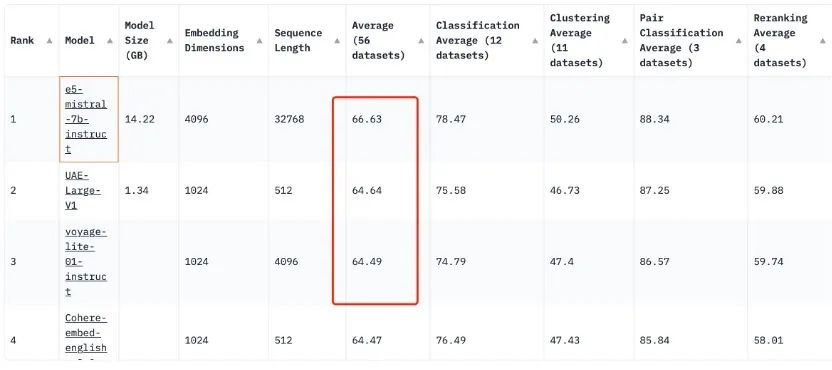 Rank Model Model Size (GB) Embedding Dimensions Sequence Length Average (56 datasets) Classification Average (12 datasets) Clustering Average (11 datasets) Pair Classification Average (3 datasets) Reranking Average (4 datasets)
1 e5-mistral-7b-instruct 14.22 4096 32768 66.63 78.47 50.26 88.34 60.21
2 UAE-Large-V1 1.34 1024 512 64.64 75.58 46.73 87.25 59.88
3 voyage-lite-01-instruct 1024 4096 64.49 74.79 47.4 86.57 59.74
4 Cohere-embed-english 1024 512 64.47 76.49 47.43 85.84 58.01